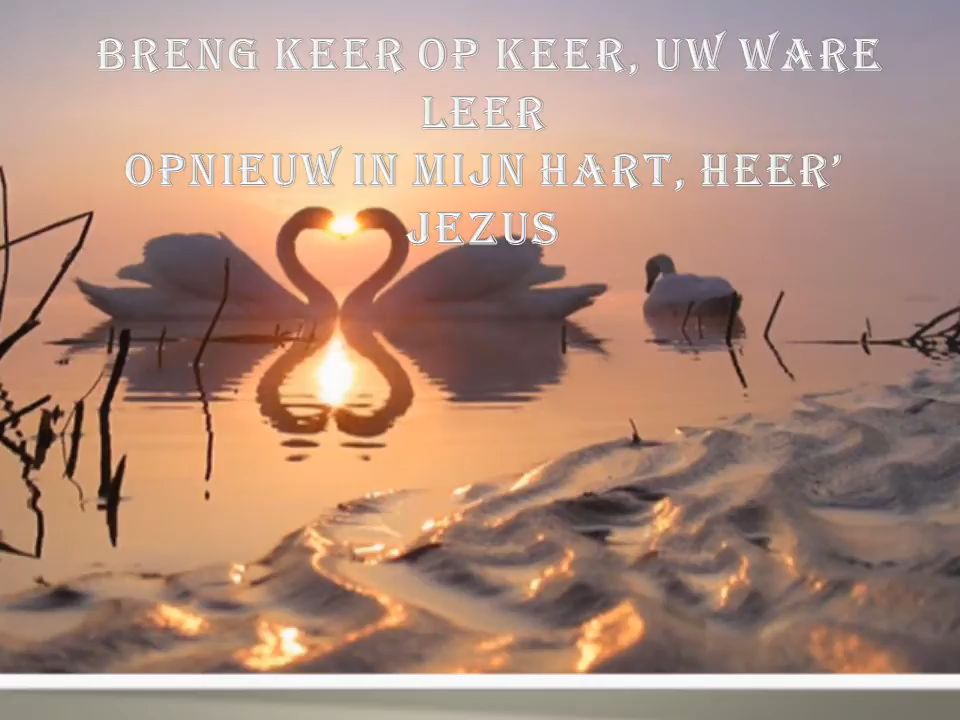 BRENG KEER OP KEER, UW WARE
LEER
OPNIEUW IN MIJN HART, HEER’
JEZUS